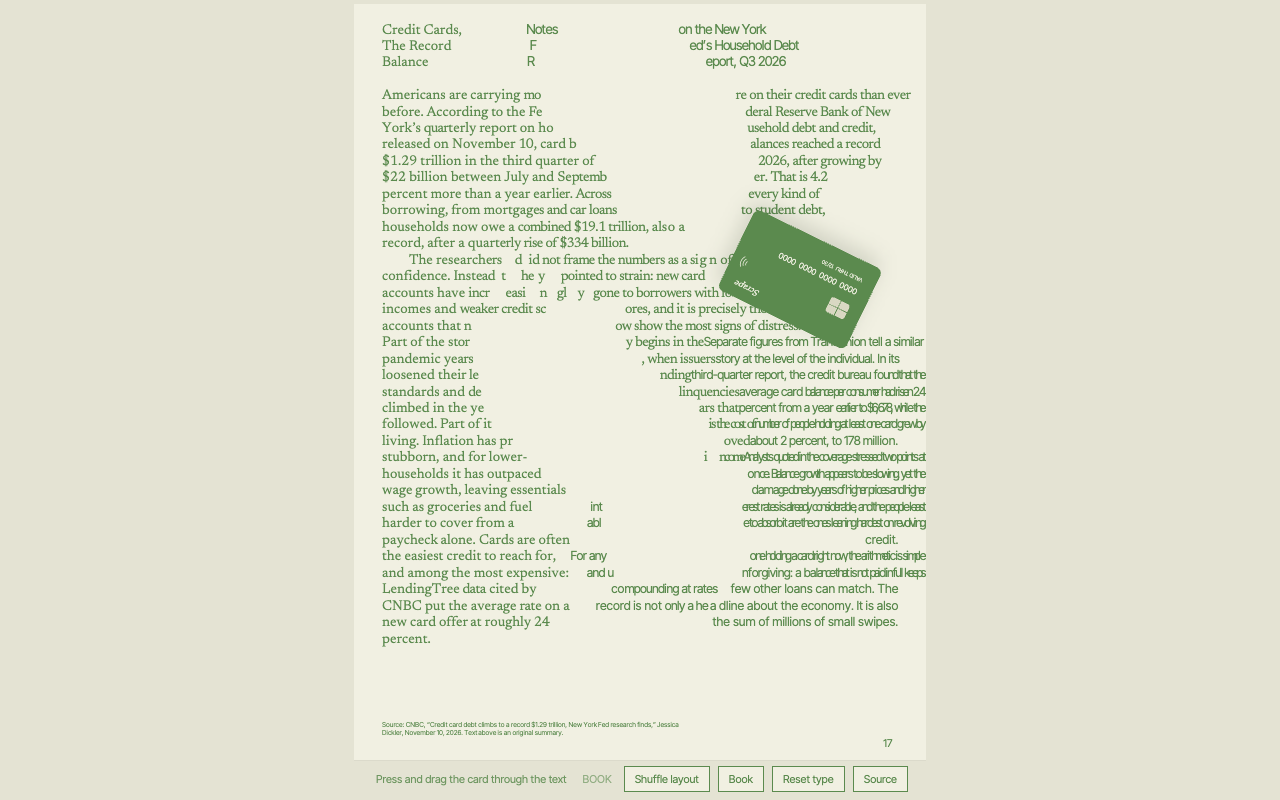 Credit Cards, Notes on the New York
The Record F ed's Household Debt
Balance R eport, Q3 2026
Americans are carrying mo re on their credit cards than ever
before. According to the Fe deral Reserve Bank of New
York's quarterly report on ho usehold debt and credit,
released on November 10, card b alances reached a record
$1.29 trillion in the third quarter of 2026, after growing by
$22 billion between July and Septemb er. That is 4.2
percent more than a year earlier. Across every kind of
borrowing, from mortgages and car loans to student debt,
households now owe a combined $19.1 trillion, also a
record, after a quarterly rise of $334 billion.
The researchers d id not frame the numbers as a sig n of
confidence. Instead t he y pointed to strain: new card
accounts have incr easi n gl y gone to borrowers with
incomes and weaker credit sc ores, and it is precisely
accounts that n ow show the most signs of distress.
Part of the stor y begins in the Separate figures from TransUnion tell a similar
pandemic years , when issuers story at the level of the individual. In its
loosened their le nding third-quarter report, the credit bureau found that the
standards and de linquencies average card balance per consumer had risen 2.4
climbed in the ye ars that percent from a year earlier to $6,678, while the
followed. Part of it is the cost of number of people holding at least one card grew by
living. Inflation has pr oved about 2 percent, to 178 million.
stubborn, and for lower- i ncome Analysts quoted in the coverage stressed two points at
households it has outpaced once. Balance growth appears to be slowing, yet the
wage growth, leaving essentials damage done by years of higher prices and higher
such as groceries and fuel int erest rates is already considerable, and the people least
harder to cover from a abl e to absorb it are the ones leaning hardest on revolving
paycheck alone. Cards are often credit.
the easiest credit to reach for, For any one holding a card right now, the arithmetic is simple
and among the most expensive: and u nforgiving: a balance that is not paid in full keeps
LendingTree data cited by compounding at rates few other loans can match. The
CNBC put the average rate on a record is not only a he a dline about the economy. It is also
new card offer at roughly 24 the sum of millions of small swipes.
percent.
Scrape
0000 0000 0000 0000
VALID THRU
Source: CNBC, "Credit card debt climbs to a record $1.29 trillion, New York Fed research finds," Jessica
Dickler, November 10, 2026. Text above is an original summary.
17
Press and drag the card through the text BOOK Shuffle layout Book Reset type Source